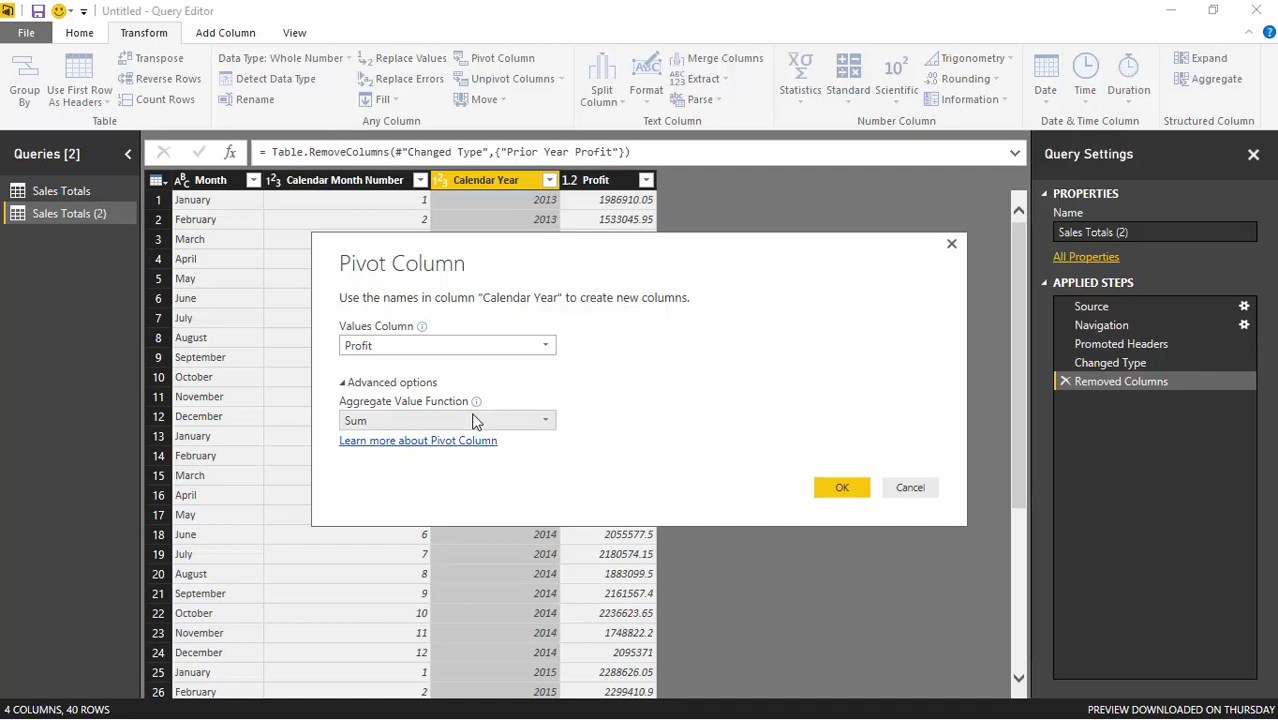 Untitled - Query Editor
File Home Transform Add Column View
Group By
Use First Row As Headers
Transpose
Reverse Rows
Count Rows
Table
Data Type: Whole Number
Detect Data Type
Rename
Replace Values
Replace Errors
Fill
Pivot Column
Unpivot Columns
Move
Any Column
Split Column
Format
Merge Columns
Extract
Parse
Text Column
Statistics
Standard
Scientific
Trigonometry
Rounding
Information
Number Column
Date
Time
Duration
Date & Time Column
Expand
Aggregate
Structured Column
Queries [2]
Sales Totals
Sales Totals (2)
= Table.RemoveColumns(#"Changed Type",{"Prior Year Profit"})
Month Calendar Month Number Calendar Year 1.2 Profit
1 January 1 2013 1986910.05
2 February 2 2013 1533045.95
3 March
4 April
5 May
6 June
7 July
8 August
9 September
10 October
11 November
12 December
13 January
14 February
15 March
16 April
17 May
18 June 6 2014 2055577.5
19 July 7 2014 2180574.15
20 August 8 2014 1883099.5
21 September 9 2014 2161567.4
22 October 10 2014 2236623.65
23 November 11 2014 1748822.2
24 December 12 2014 2095371
25 January 1 2015 2288626.05
26 February 2 2015 2299410.9
Pivot Column
Use the names in column "Calendar Year" to create new columns.
Values Column
Profit
Advanced options
Aggregate Value Function
Sum
Learn more about Pivot Column
OK Cancel
Query Settings
PROPERTIES
Name
Sales Totals (2)
All Properties
APPLIED STEPS
Source
Navigation
Promoted Headers
Changed Type
Removed Columns
4 COLUMNS, 40 ROWS
PREVIEW DOWNLOADED ON THURSDAY